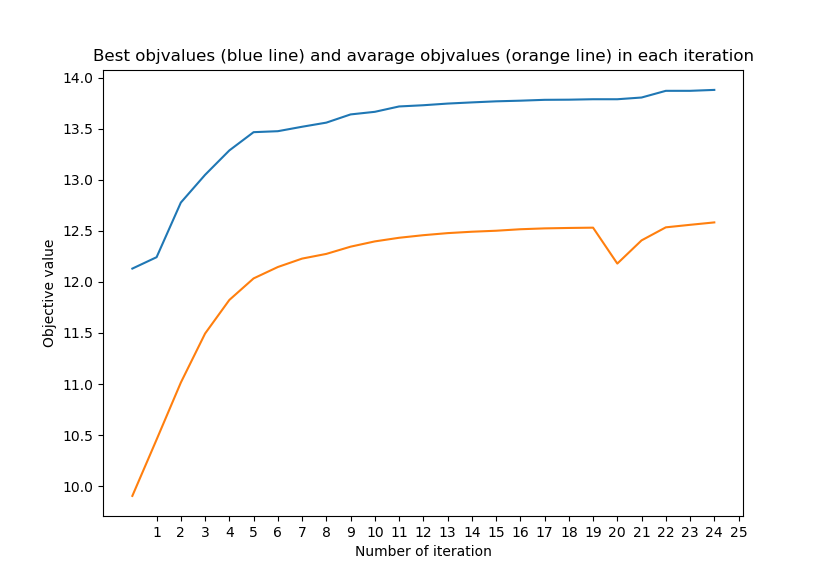 Best objvalues (blue line) and avarage objvalues (orange line) in each iteration
14.0
13.5
13.0
12.5
12.0
11.5
11.0
10.5
10.0
Objective value
1 2 3 4 5 6 7 8 9 10 11 12 13 14 15 16 17 18 19 20 21 22 23 24 25
Number of iteration